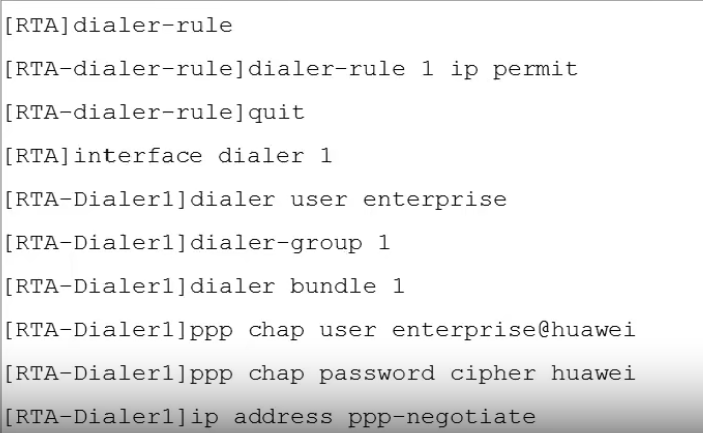 [RTA]dialer-rule
[RTA-dialer-rule]dialer-rule 1 ip permit
[RTA-dialer-rule]quit
[RTA]interface dialer 1
[RTA-Dialer1]dialer user enterprise
[RTA-Dialer1]dialer-group 1
[RTA-Dialer1]dialer bundle 1
[RTA-Dialer1]ppp chap user enterprise@huawei
[RTA-Dialer1]ppp chap password cipher huawei
[RTA-Dialer1]ip address ppp-negotiate